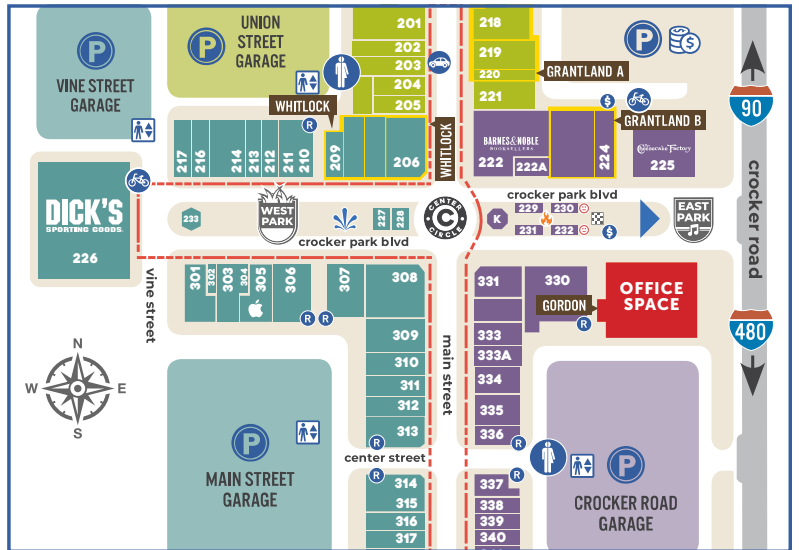 201
202
203
204
205
UNION
STREET
GARAGE
P
VINE STREET
GARAGE
P
218
219
220
221
GRANTLAND A
P
90
WHITLOCK
R
217
216
214
213
212
211
210
209
206
WHITLOCK
BARNES&NOBLE
BOOKSELLERS
222
222A
$
GRANTLAND B
224
The Cheesecake Factory
225
crocker road
DICK'S
SPORTING GOODS
226
233
WEST
PARK
227
228
crocker park blvd
CENTER
C
CIRCLE
crocker park blvd
K
229
230
231
232
$
EAST
PARK
vine street
301
302
303
304
305
306
R
R
307
308
309
310
311
312
313
R
main street
331
333
333A
334
335
336
R
330
GORDON
R
OFFICE
SPACE
480
N
W
E
S
P
MAIN STREET
GARAGE
center street
R
314
315
316
317
R
337
338
339
340
P
CROCKER ROAD
GARAGE